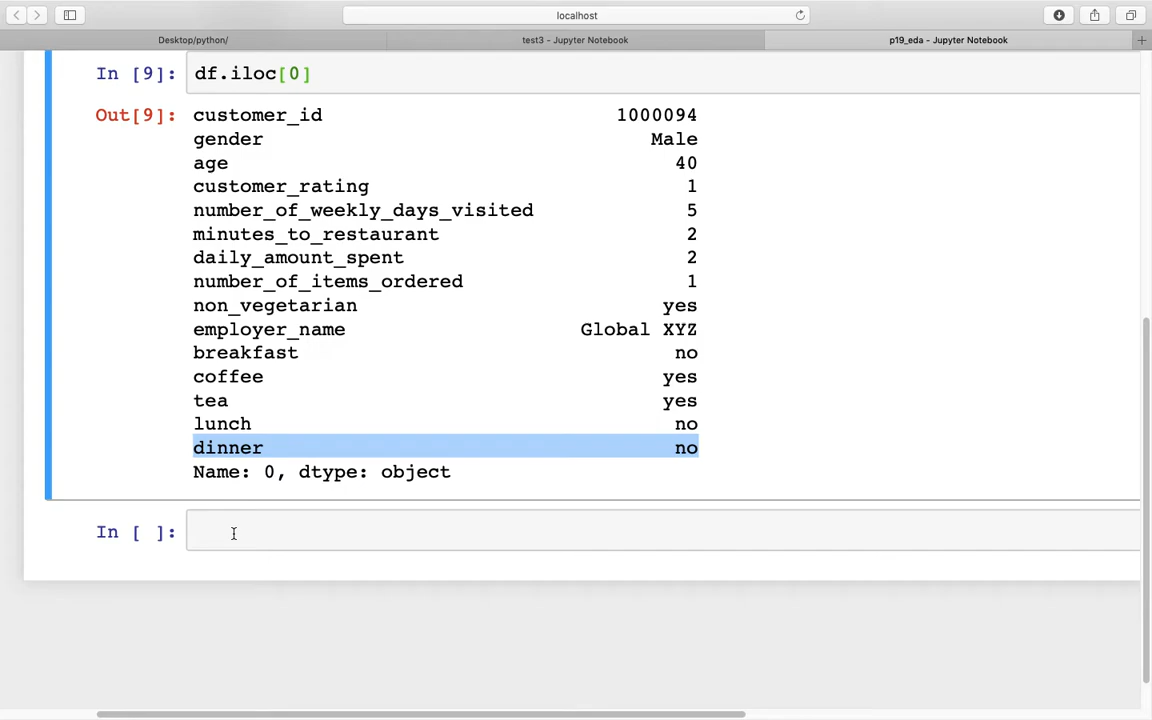 localhost
Desktop/python/
test3 - Jupyter Notebook
p19_eda - Jupyter Notebook
In [9]: df.iloc[0]
Out[9]: customer_id 1000094
gender Male
age 40
customer_rating 1
number_of_weekly_days_visited 5
minutes_to_restaurant 2
daily_amount_spent 2
number_of_items_ordered 1
non_vegetarian yes
employer_name Global XYZ
breakfast no
coffee yes
tea yes
lunch no
dinner no
Name: 0, dtype: object
In [ ]: